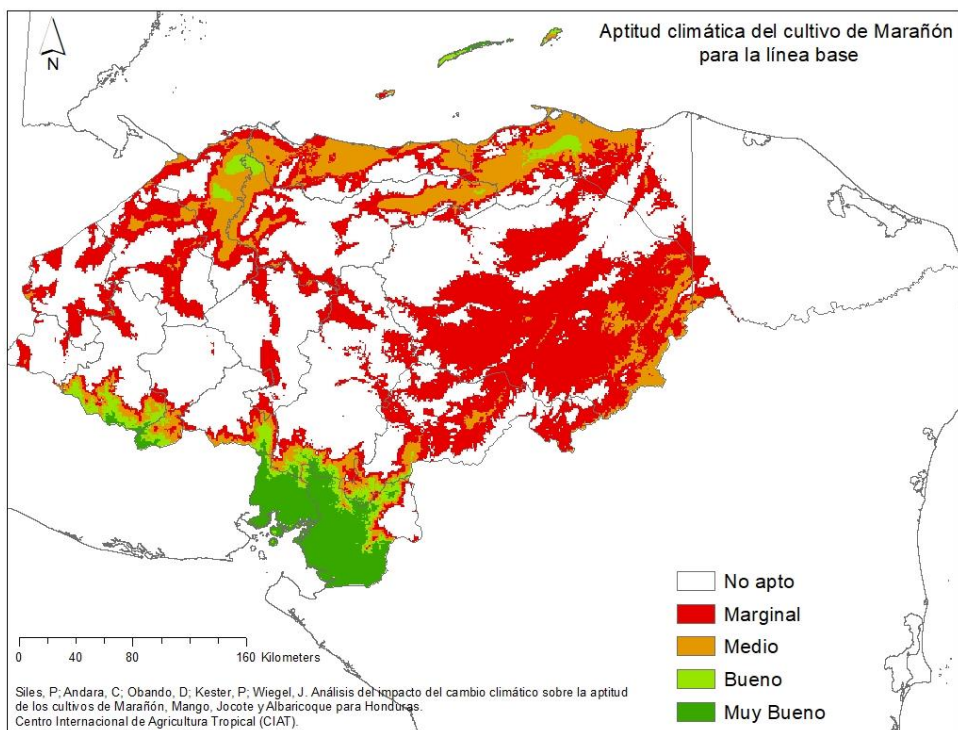 Aptitud climática del cultivo de Marañón
para la línea base
N
No apto
Marginal
Medio
Bueno
Muy Bueno
0 40 80 160 Kilometers
Siles, P; Andara, C; Obando, D; Kester, P; Wiegel, J. Análisis del impacto del cambio climático sobre la aptitud
de los cultivos de Marañón, Mango, Jocote y Albaricoque para Honduras.
Centro Internacional de Agricultura Tropical (CIAT).